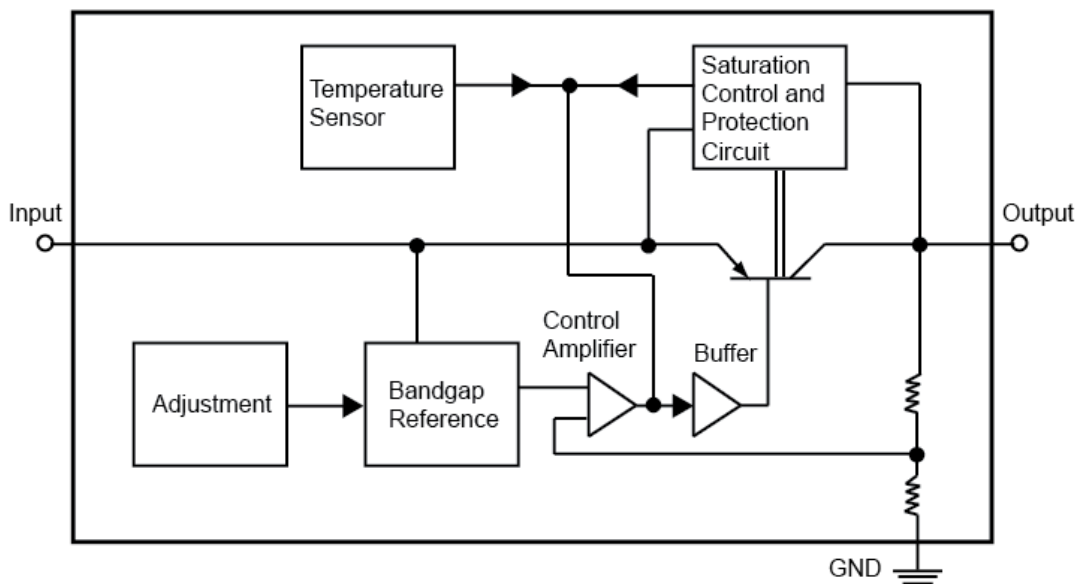 Temperature
Sensor
Saturation
Control and
Protection
Circuit
Input
Output
Control
Amplifier
Buffer
Adjustment
Bandgap
Reference
GND